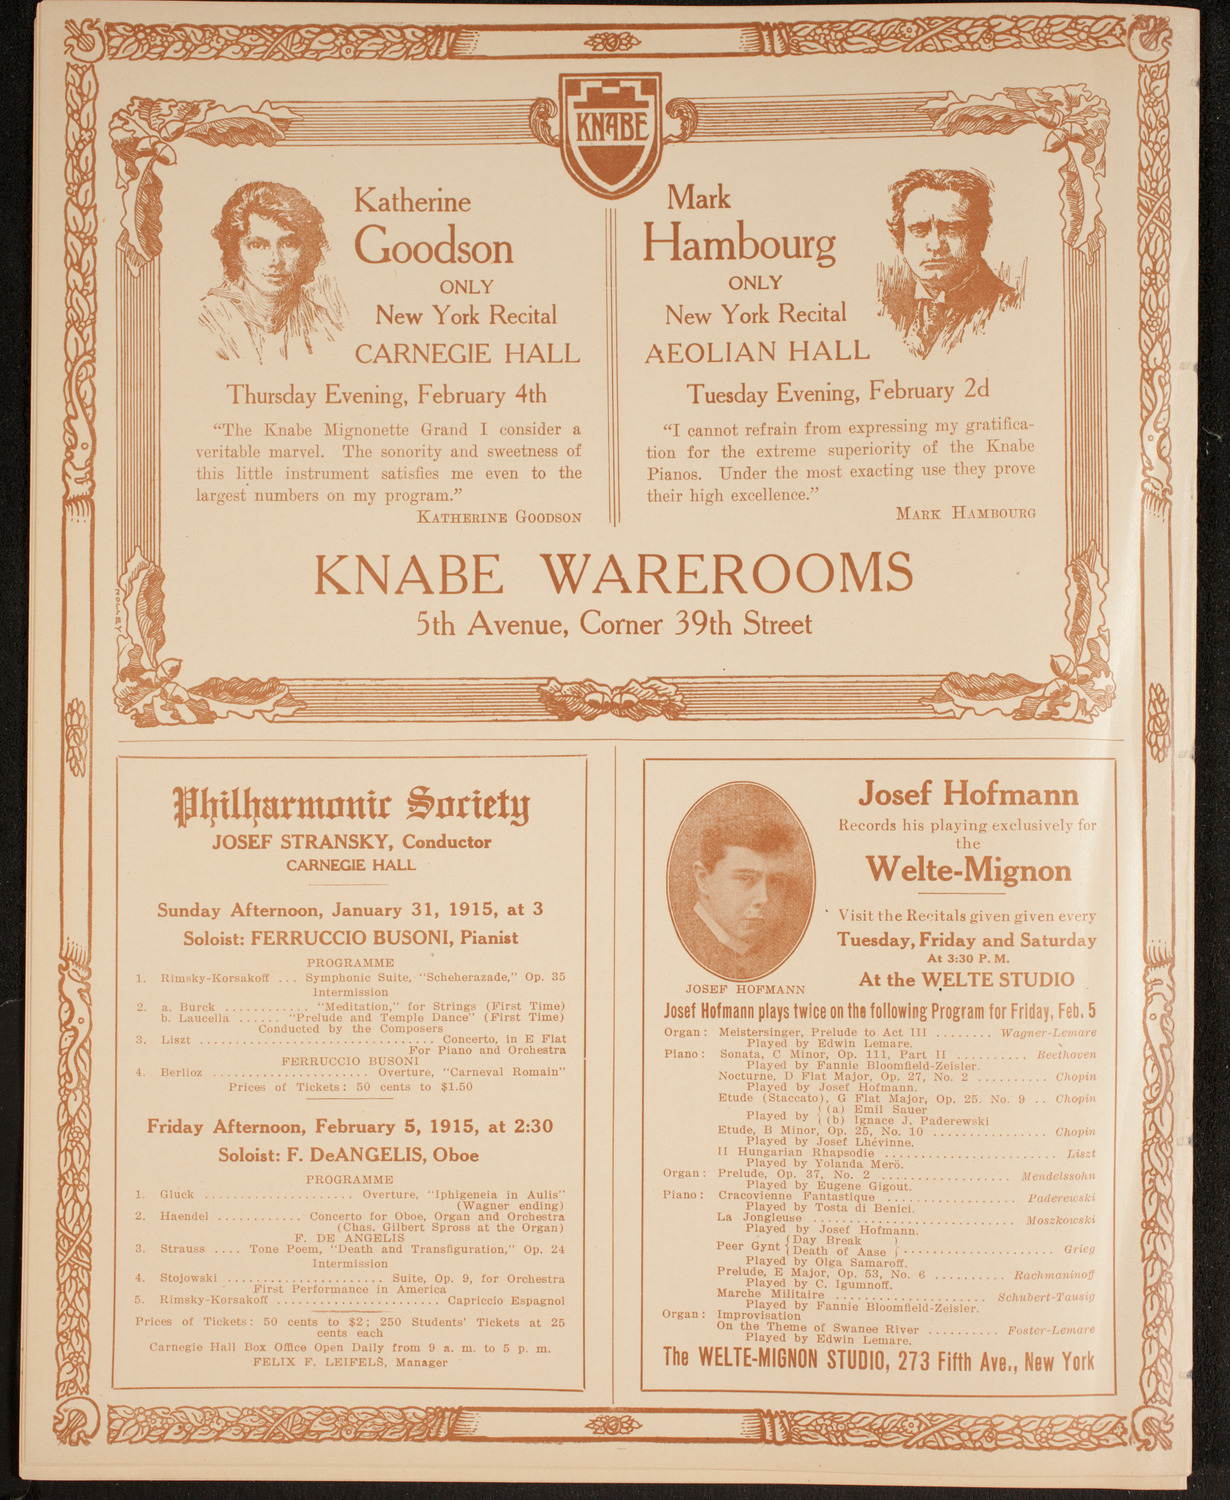 KNABE
Katherine
Goodson
ONLY
New York Recital
CARNEGIE HALL
Thursday Evening, February 4th
"The Knabe Mignonette Grand I consider a
veritable marvel. The sonority and sweetness of
this little instrument satisfies me even to the
largest numbers on my program."
KATHERINE GOODSON
Mark
Hambourg
ONLY
New York Recital
AEOLIAN HALL
Tuesday Evening, February 2d
"I cannot refrain from expressing my gratifica-
tion for the extreme superiority of the Knabe
Pianos. Under the most exacting use they prove
their high excellence."
MARK HAMBOURG
KNABE WAREROOMS
5th Avenue, Corner 39th Street
Philharmonic Society
JOSEF STRANSKY, Conductor
CARNEGIE HALL
Sunday Afternoon, January 31, 1915, at 3
Soloist: FERRUCCIO BUSONI, Pianist
PROGRAMME
1. Rimsky-Korsakoff ... Symphonic Suite, "Scheherazade," Op. 35
Intermission
2. a. Burck ............ "Meditation," for Strings (First Time)
b. Laucella ...... "Prelude and Temple Dance" (First Time)
Conducted by the Composers
3. Liszt ................................ Concerto, in E Flat
For Piano and Orchestra
FERRUCCIO BUSONI
4. Berlioz ....................... Overture, "Carneval Romain"
Prices of Tickets: 50 cents to $1.50
Friday Afternoon, February 5, 1915, at 2:30
Soloist: F. DeANGELIS, Oboe
PROGRAMME
1. Gluck ...................... Overture, "Iphigeneia in Aulis"
(Wagner ending)
2. Haendel ............ Concerto for Oboe, Organ and Orchestra
(Chas. Gilbert Spross at the Organ)
F. DE ANGELIS
3. Strauss .... Tone Poem, "Death and Transfiguration," Op. 24
Intermission
4. Stojowski ....................... Suite, Op. 9, for Orchestra
First Performance in America
5. Rimsky-Korsakoff ........................ Capriccio Espagnol
Prices of Tickets: 50 cents to $2; 250 Students' Tickets at 25
cents each
Carnegie Hall Box Office Open Daily from 9 a. m. to 5 p. m.
FELIX F. LEIFELS, Manager
JOSEF HOFMANN
Josef Hofmann
Records his playing exclusively for
the
Welte-Mignon
Visit the Recitals given given every
Tuesday, Friday and Saturday
At 3:30 P. M.
At the WELTE STUDIO
Josef Hofmann plays twice on the following Program for Friday, Feb. 5
Organ: Meistersinger, Prelude to Act III ........ Wagner-Lemare
Played by Edwin Lemare.
Piano: Sonata, C Minor, Op. 111, Part II .......... Beethoven
Played by Fannie Bloomfield-Zeisler.
Nocturne, D Flat Major, Op. 27, No. 2 .......... Chopin
Played by Josef Hofmann.
Etude (Staccato), G Flat Major, Op. 25. No. 9 .. Chopin
Played by { (a) Emil Sauer
{ (b) Ignace J. Paderewski
Etude, B Minor, Op. 25, No. 10 ................ Chopin
Played by Josef Lhévinne.
II Hungarian Rhapsodie ......................... Liszt
Played by Yolanda Merö.
Organ: Prelude, Op. 37, No. 2 ................... Mendelssohn
Played by Eugene Gigout.
Piano: Cracovienne Fantastique .................... Paderewski
Played by Tosta di Benici.
La Jongleuse .............................. Moszkowski
Played by Josef Hofmann.
Peer Gynt { Day Break }
{ Death of Aase } ...................... Grieg
Played by Olga Samaroff.
Prelude, E Major, Op. 53, No. 6 .......... Rachmaninoff
Played by C. Igumnoff.
Marche Militaire ....................... Schubert-Tausig
Played by Fannie Bloomfield-Zeisler.
Organ: Improvisation
On the Theme of Swanee River .......... Foster-Lemare
Played by Edwin Lemare.
The WELTE-MIGNON STUDIO, 273 Fifth Ave., New York